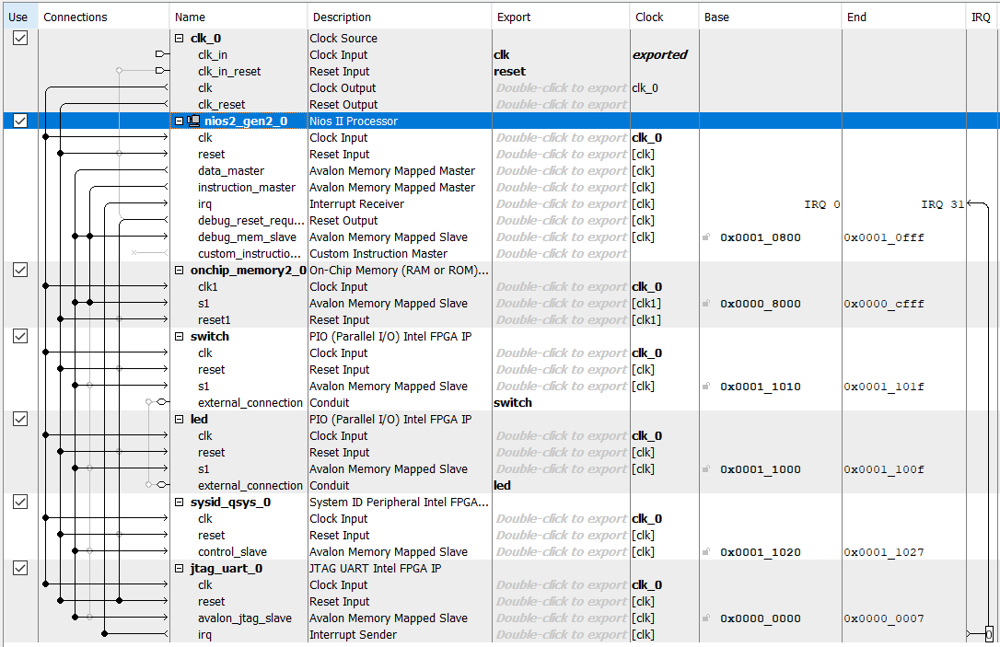 Use Connections Name Description Export Clock Base End IRQ
clk_0 Clock Source
clk_in Clock Input clk exported
clk_in_reset Reset Input reset
clk Clock Output Double-click to export clk_0
clk_reset Reset Output Double-click to export
nios2_gen2_0 Nios II Processor
clk Clock Input Double-click to export clk_0
reset Reset Input Double-click to export [clk]
data_master Avalon Memory Mapped Master Double-click to export [clk]
instruction_master Avalon Memory Mapped Master Double-click to export [clk]
irq Interrupt Receiver Double-click to export [clk] IRQ 0 IRQ 31
debug_reset_requ... Reset Output Double-click to export [clk]
debug_mem_slave Avalon Memory Mapped Slave Double-click to export [clk] 0x0001_0800 0x0001_0fff
custom_instructio... Custom Instruction Master Double-click to export
onchip_memory2_0 On-Chip Memory (RAM or ROM)...
clk1 Clock Input Double-click to export clk_0
s1 Avalon Memory Mapped Slave Double-click to export [clk1] 0x0000_8000 0x0000_cfff
reset1 Reset Input Double-click to export [clk1]
switch PIO (Parallel I/O) Intel FPGA IP
clk Clock Input Double-click to export clk_0
reset Reset Input Double-click to export [clk]
s1 Avalon Memory Mapped Slave Double-click to export [clk] 0x0001_1010 0x0001_101f
external_connection Conduit switch
led PIO (Parallel I/O) Intel FPGA IP
clk Clock Input Double-click to export clk_0
reset Reset Input Double-click to export [clk]
s1 Avalon Memory Mapped Slave Double-click to export [clk] 0x0001_1000 0x0001_100f
external_connection Conduit led
sysid_qsys_0 System ID Peripheral Intel FPGA...
clk Clock Input Double-click to export clk_0
reset Reset Input Double-click to export [clk]
control_slave Avalon Memory Mapped Slave Double-click to export [clk] 0x0001_1020 0x0001_1027
jtag_uart_0 JTAG UART Intel FPGA IP
clk Clock Input Double-click to export clk_0
reset Reset Input Double-click to export [clk]
avalon_jtag_slave Avalon Memory Mapped Slave Double-click to export [clk] 0x0000_0000 0x0000_0007
irq Interrupt Sender Double-click to export [clk] 0